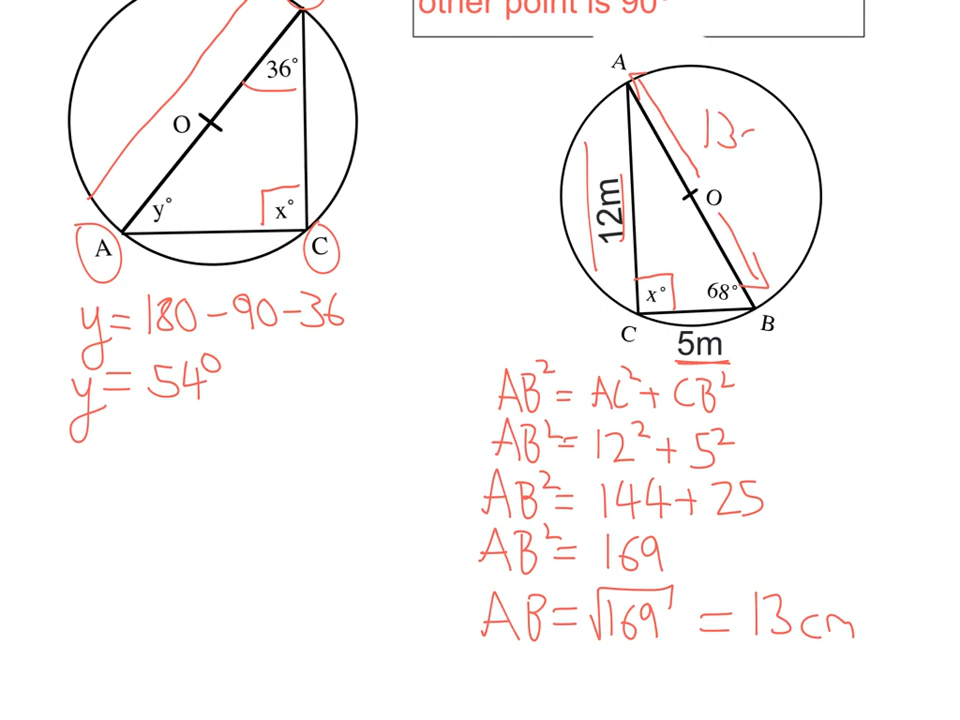 other point is 90°
36°
O
y°
x°
A
C
y = 180 - 90 - 36
y = 54°
A
13
O
12m
x°
68°
C
B
5m
AB² = AC² + CB²
AB² = 12² + 5²
AB² = 144 + 25
AB² = 169
AB = √169 = 13cm